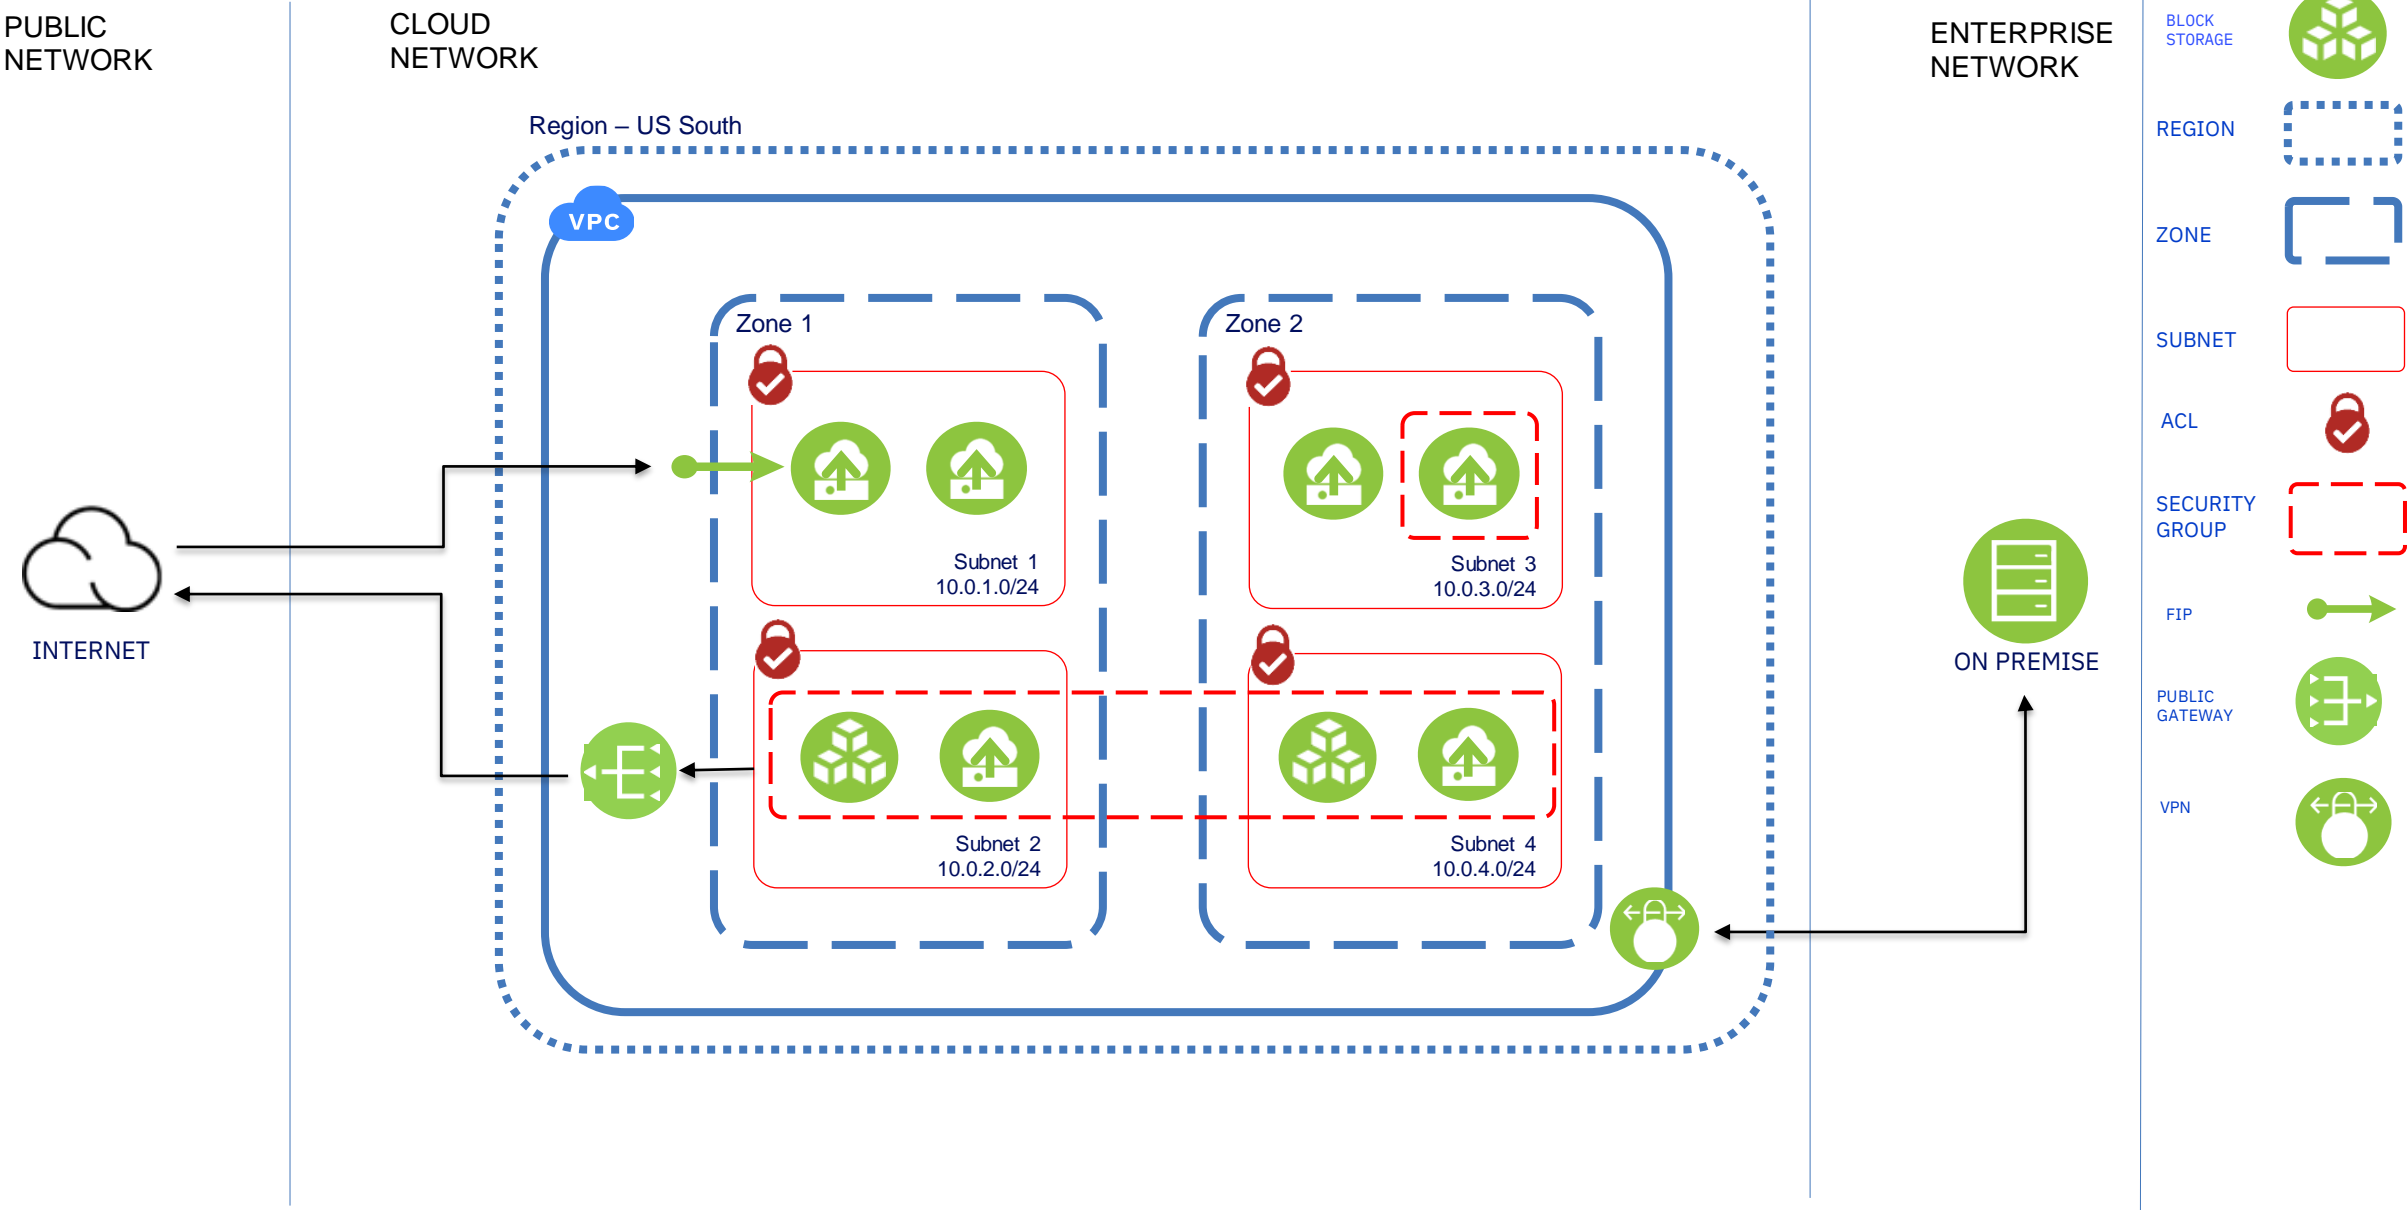 PUBLIC
NETWORK
CLOUD
NETWORK
ENTERPRISE
NETWORK
Region – US South
VPC
Zone 1
Subnet 1
10.0.1.0/24
Subnet 2
10.0.2.0/24
Zone 2
Subnet 3
10.0.3.0/24
Subnet 4
10.0.4.0/24
INTERNET
ON PREMISE
BLOCK
STORAGE
REGION
ZONE
SUBNET
ACL
SECURITY
GROUP
FIP
PUBLIC
GATEWAY
VPN